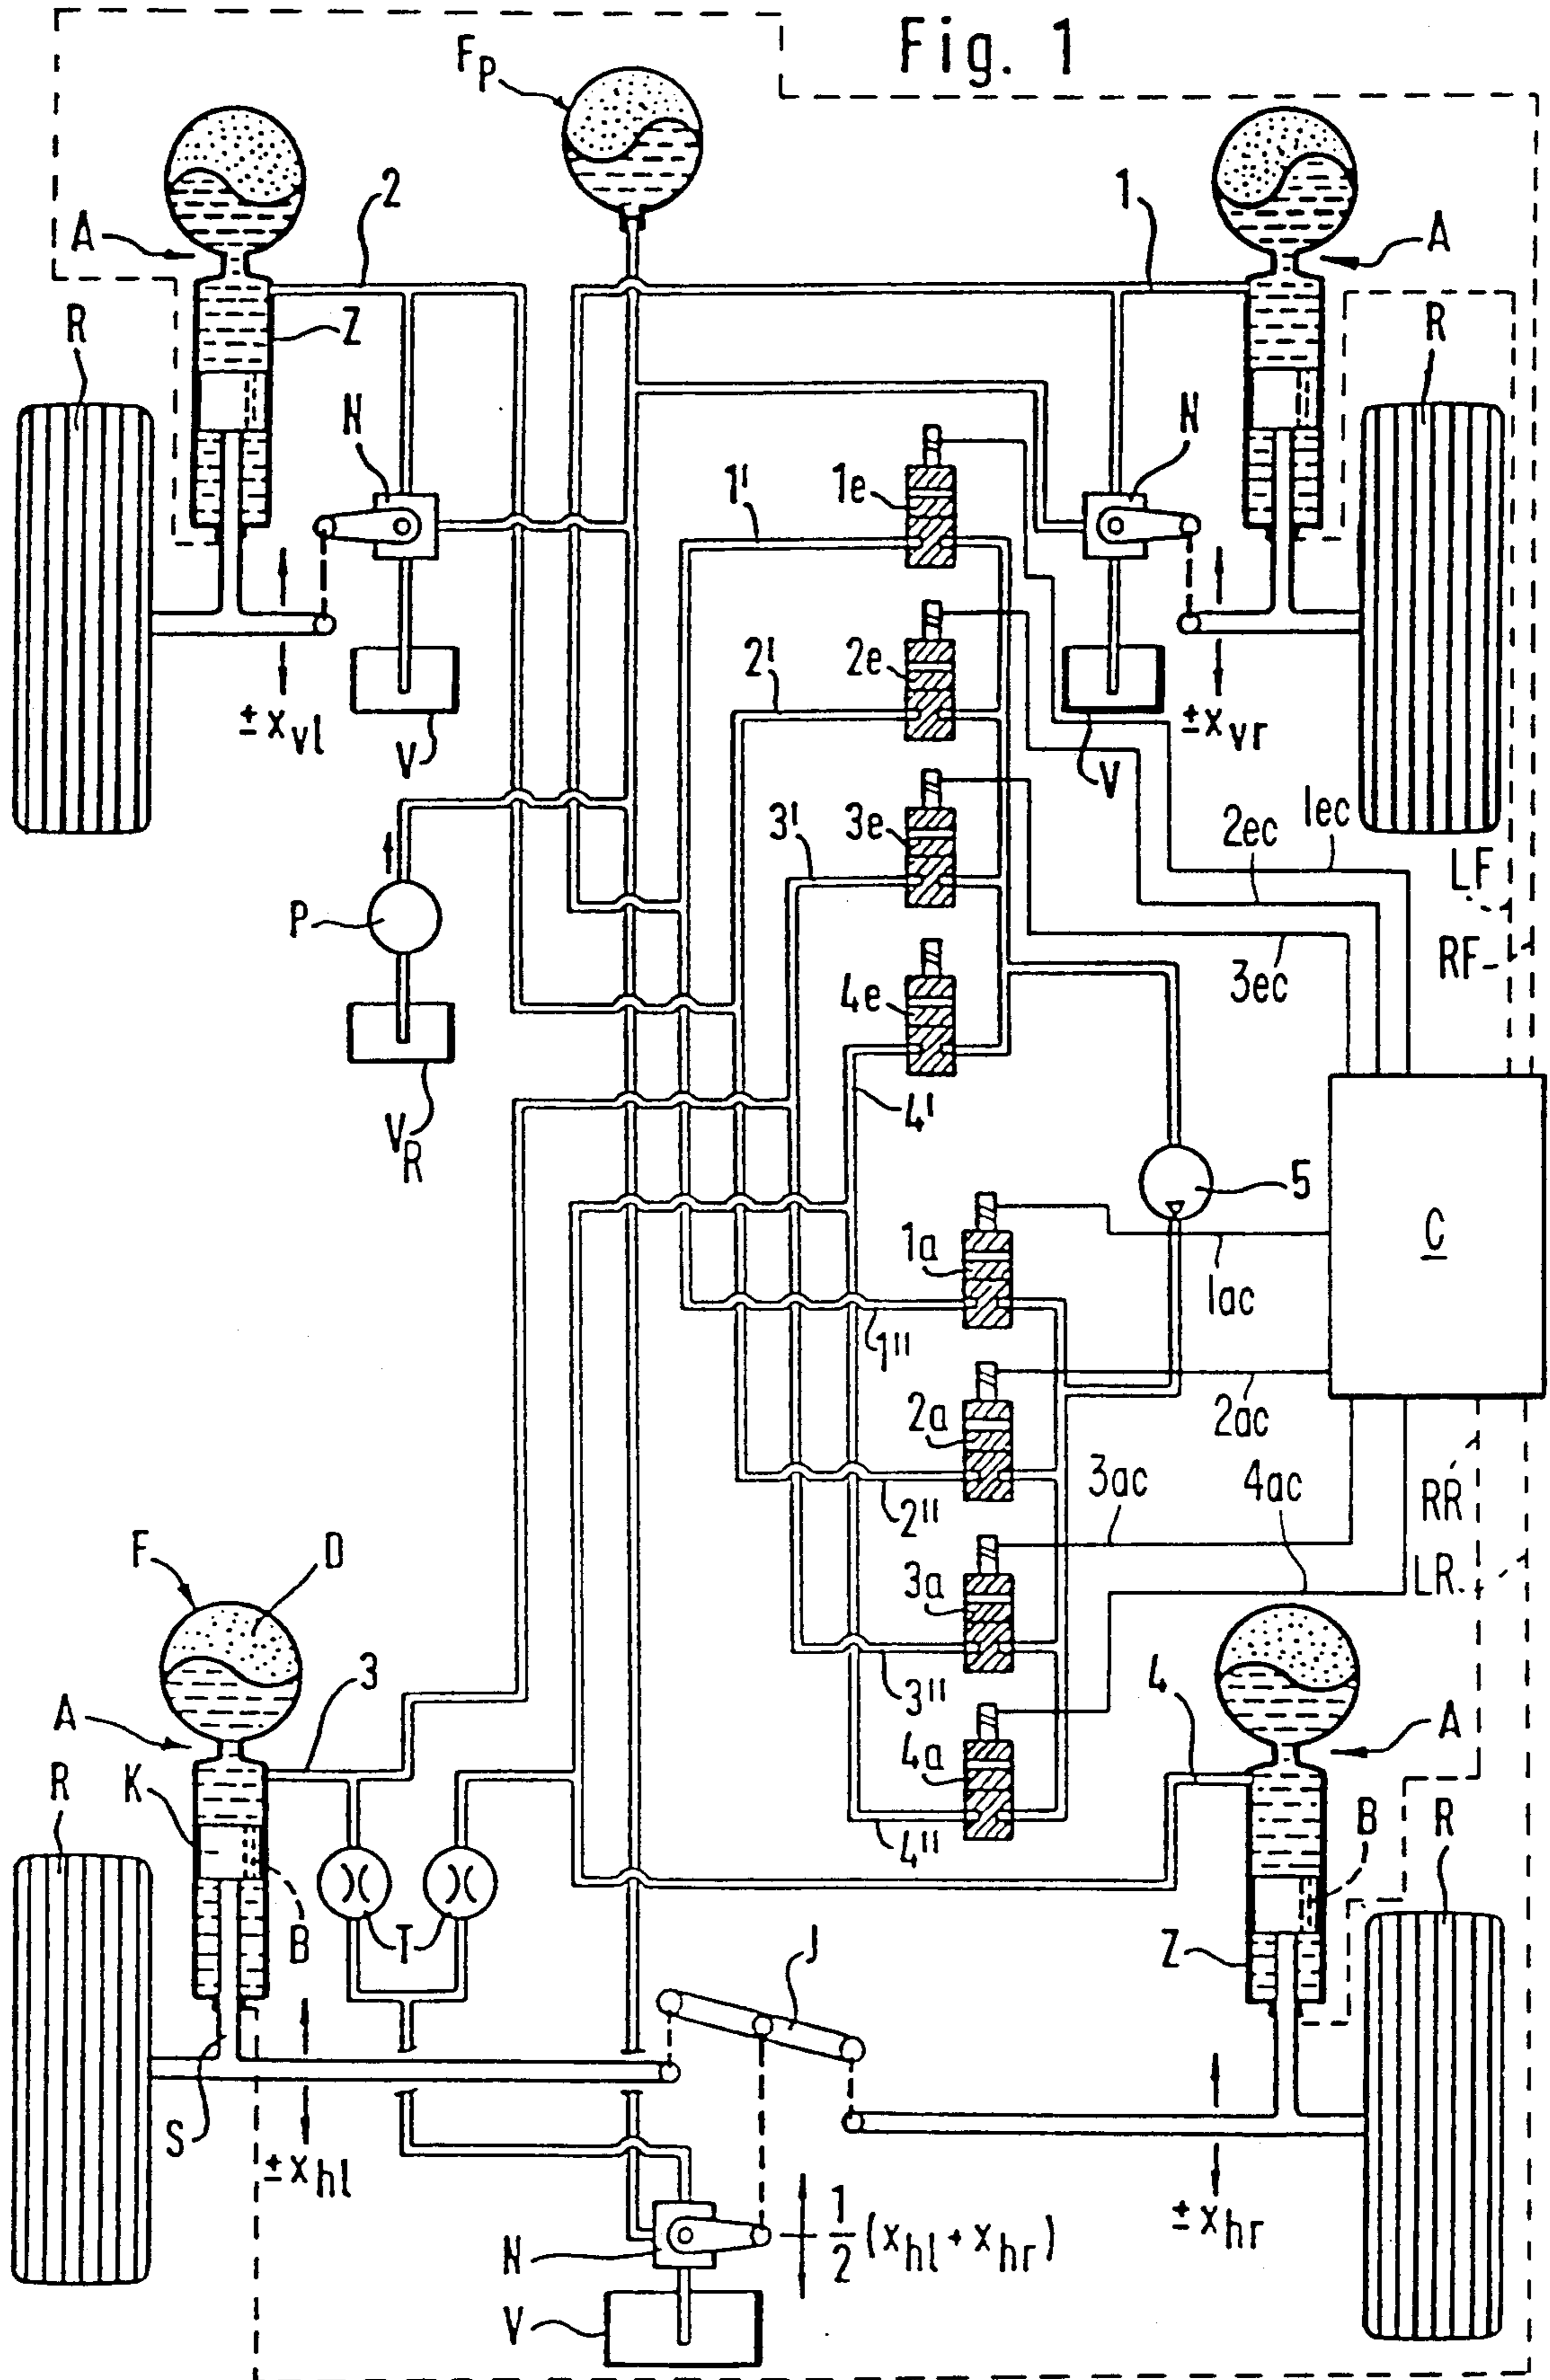 Fig. 1
Fp
2
1
A
A
R
Z
R
N
N
1'
1e
2'
2e
±xvl
±xvr
V
V
3'
3e
1ec
2ec
LF
P
RF
3ec
4e
4'
VR
5
C
1a
1ac
1''
2a
2ac
3ac
4ac
RR
2''
F
D
3a
LR
3
3''
4
A
A
R
K
4a
B
R
4''
B
T
J
Z
S
±xhl
±xhr
N
1/2 (xhl + xhr)
V